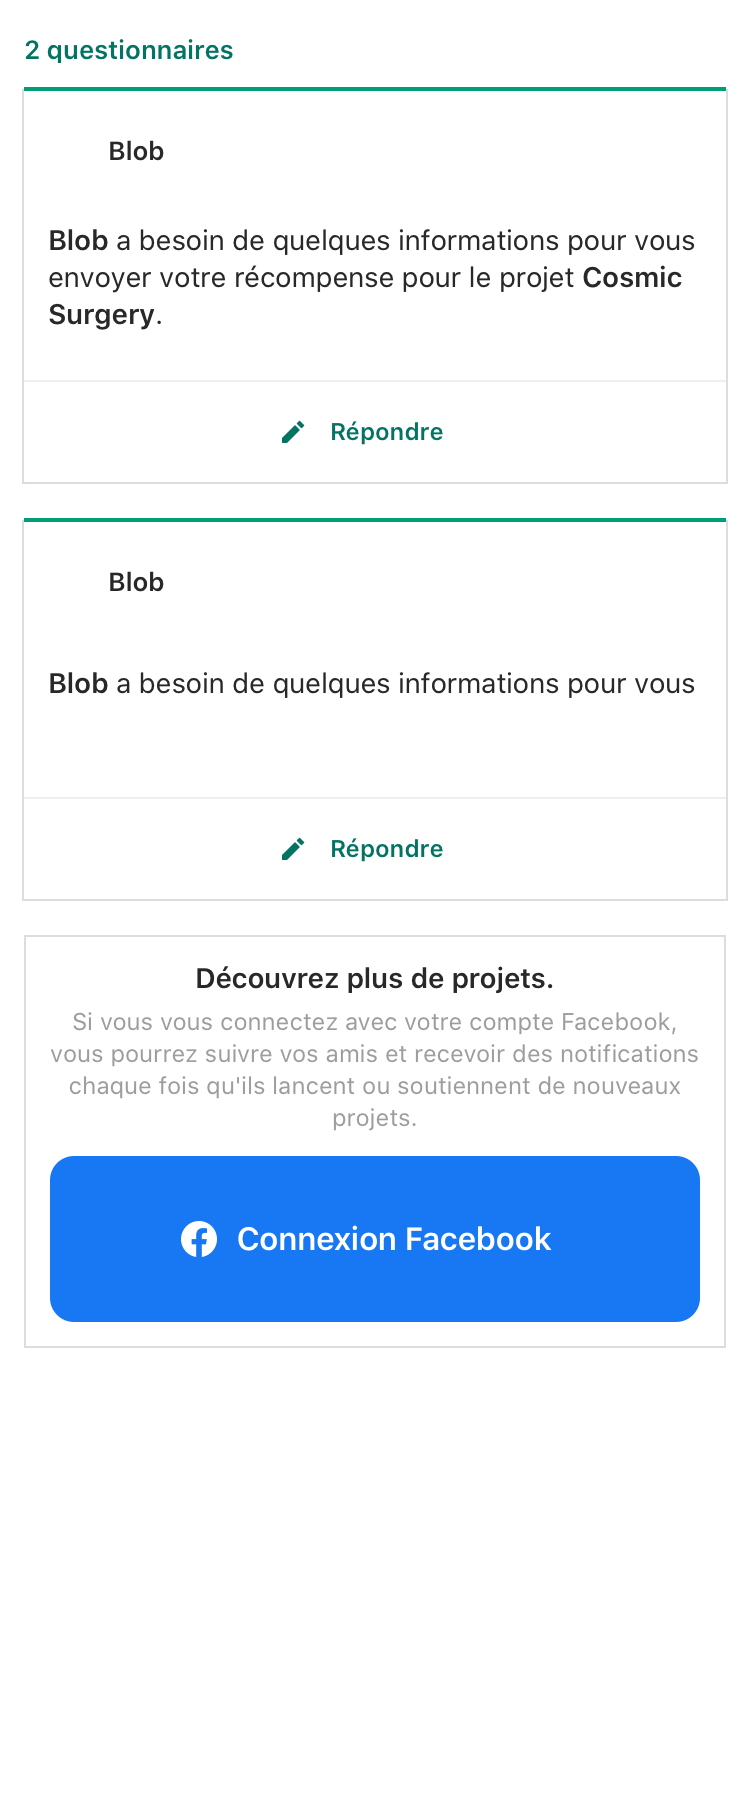 2 questionnaires
Blob
Blob a besoin de quelques informations pour vous
envoyer votre récompense pour le projet Cosmic
Surgery.
Répondre
Blob
Blob a besoin de quelques informations pour vous
Répondre
Découvrez plus de projets.
Si vous vous connectez avec votre compte Facebook,
vous pourrez suivre vos amis et recevoir des notifications
chaque fois qu'ils lancent ou soutiennent de nouveaux
projets.
Connexion Facebook